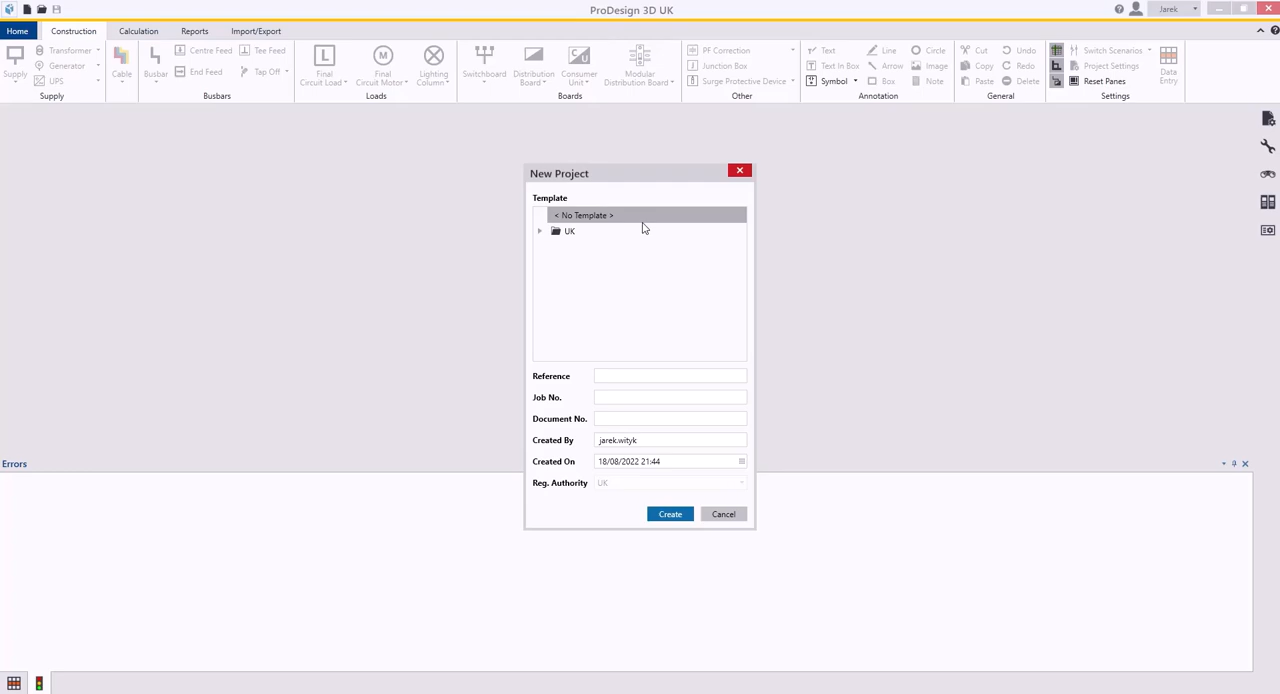 ProDesign 3D UK
Jarek
Home Construction Calculation Reports Import/Export
Supply
Transformer
Generator
UPS
Supply
Cable
Busbar
Centre Feed
Tee Feed
End Feed
Tap Off
Busbars
L
Final
Circuit Load
M
Final
Circuit Motor
Lighting
Column
Loads
Switchboard
Distribution
Board
CU
Consumer
Unit
Modular
Distribution Board
Boards
PF Correction
Junction Box
Surge Protective Device
Other
Text
Line
Circle
Text In Box
Arrow
Image
Symbol
Box
Note
Annotation
Cut
Undo
Copy
Redo
Paste
Delete
General
Switch Scenarios
Project Settings
Reset Panes
Data
Entry
Settings
New Project
Template
< No Template >
UK
Reference
Job No.
Document No.
Created By jarek.wityk
Created On 18/08/2022 21:44
Reg. Authority UK
Create Cancel
Errors